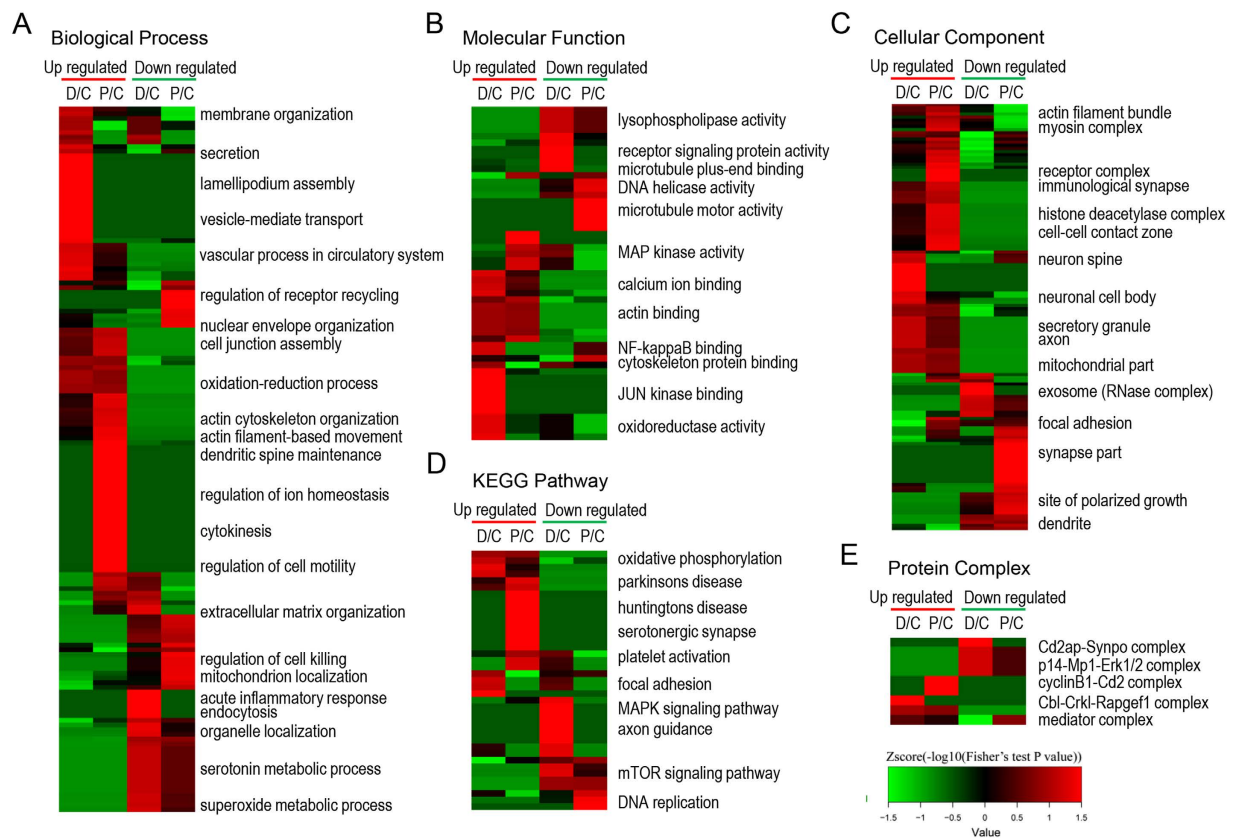 A
Biological Process
Up regulated Down regulated
D/C P/C D/C P/C
membrane organization
secretion
lamellipodium assembly
vesicle-mediate transport
vascular process in circulatory system
regulation of receptor recycling
nuclear envelope organization
cell junction assembly
oxidation-reduction process
actin cytoskeleton organization
actin filament-based movement
dendritic spine maintenance
regulation of ion homeostasis
cytokinesis
regulation of cell motility
extracellular matrix organization
regulation of cell killing
mitochondrion localization
acute inflammatory response
endocytosis
organelle localization
serotonin metabolic process
superoxide metabolic process
B
Molecular Function
Up regulated Down regulated
D/C P/C D/C P/C
lysophospholipase activity
receptor signaling protein activity
microtubule plus-end binding
DNA helicase activity
microtubule motor activity
MAP kinase activity
calcium ion binding
actin binding
NF-kappaB binding
cytoskeleton protein binding
JUN kinase binding
oxidoreductase activity
C
Cellular Component
Up regulated Down regulated
D/C P/C D/C P/C
actin filament bundle
myosin complex
receptor complex
immunological synapse
histone deacetylase complex
cell-cell contact zone
neuron spine
neuronal cell body
secretory granule
axon
mitochondrial part
exosome (RNase complex)
focal adhesion
synapse part
site of polarized growth
dendrite
D
KEGG Pathway
Up regulated Down regulated
D/C P/C D/C P/C
oxidative phosphorylation
parkinsons disease
huntingtons disease
serotonergic synapse
platelet activation
focal adhesion
MAPK signaling pathway
axon guidance
mTOR signaling pathway
DNA replication
E
Protein Complex
Up regulated Down regulated
D/C P/C D/C P/C
Cd2ap-Synpo complex
p14-Mp1-Erk1/2 complex
cyclinB1-Cd2 complex
Cbl-Crkl-Rapgef1 complex
mediator complex
Zscore(-log10(Fisher's test P value))
-1.5 -0.5 0 0.5 1 1.5
Value